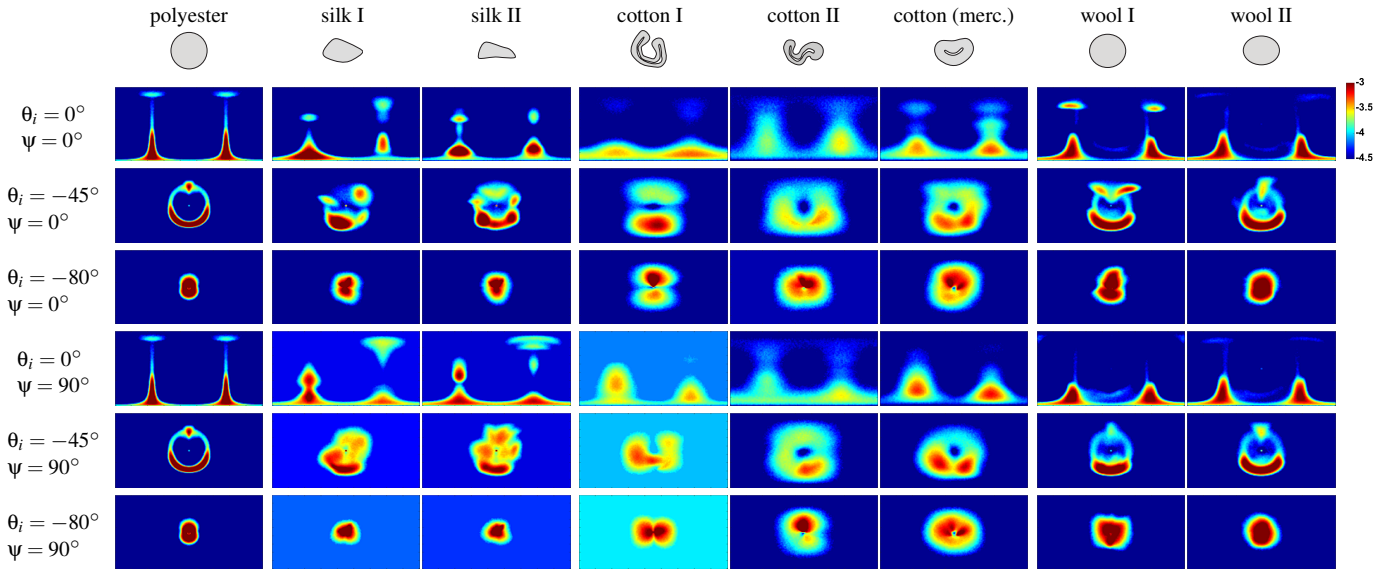 polyester silk I silk II cotton I cotton II cotton (merc.) wool I wool II
θi = 0°
ψ = 0°
-3
-3.5
-4
-4.5
θi = −45°
ψ = 0°
θi = −80°
ψ = 0°
θi = 0°
ψ = 90°
θi = −45°
ψ = 90°
θi = −80°
ψ = 90°